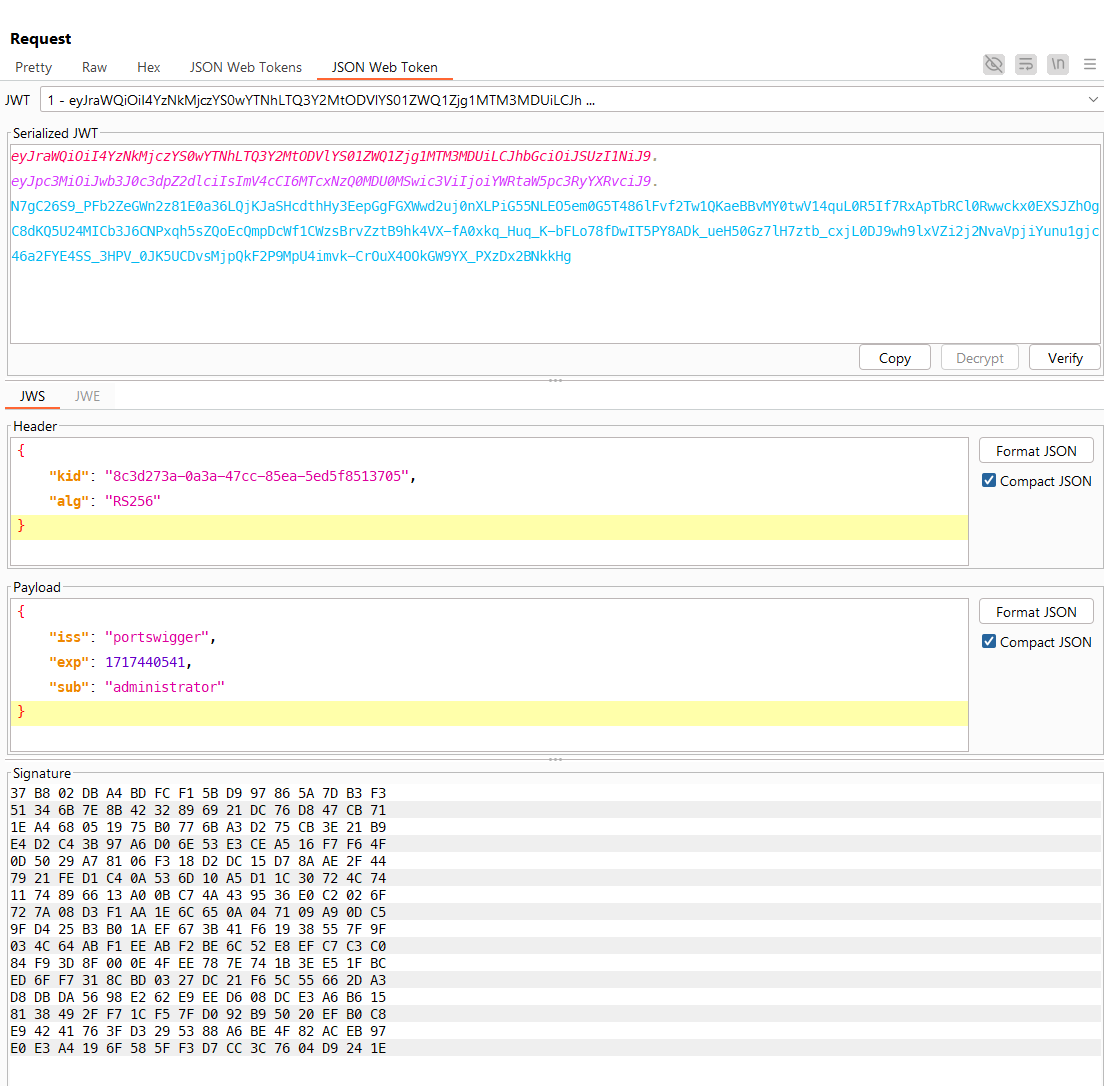 Request
Pretty Raw Hex JSON Web Tokens JSON Web Token \n
JWT 1 - eyJraWQiOiI4YzNkMjczYS0wYTNhLTQ3Y2MtODVlYS01ZWQ1Zjg1MTM3MDUiLCJh ...
Serialized JWT
eyJraWQiOiI4YzNkMjczYS0wYTNhLTQ3Y2MtODVlYS01ZWQ1Zjg1MTM3MDUiLCJhbGciOiJSUzI1NiJ9.
eyJpc3MiOiJwb3J0c3dpZ2dlciIsImV4cCI6MTcxNzQ0MDU0MSwic3ViIjoiYWRtaW5pc3RyYXRvciJ9.
N7gC26S9_PFb2ZeGWn2z81E0a36LQjKJaSHcdthHy3EepGgFGXWwd2uj0nXLPiG55NLEO5em0G5T486lFvf2Tw1QKaeBBvMY0twV14quL0R5If7RxApTbRCl0Rwwckx0EXSJZhOg
C8dKQ5U24MICb3J6CNPxqh5sZQoEcQmpDcWf1CWzsBrvZztB9hk4VX-fA0xkq_Huq_K-bFLo78fDwIT5PY8ADk_ueH50Gz7lH7ztb_cxjL0DJ9wh9lxVZi2j2NvaVpjiYunu1gjc
46a2FYE4SS_3HPV_0JK5UCDvsMjpQkF2P9MpU4imvk-CrOuX4OOkGW9YX_PXzDx2BNkkHg
Copy Decrypt Verify
JWS JWE
Header
{
"kid": "8c3d273a-0a3a-47cc-85ea-5ed5f8513705",
"alg": "RS256"
}
Format JSON
Compact JSON
Payload
{
"iss": "portswigger",
"exp": 1717440541,
"sub": "administrator"
}
Format JSON
Compact JSON
Signature
37 B8 02 DB A4 BD FC F1 5B D9 97 86 5A 7D B3 F3
51 34 6B 7E 8B 42 32 89 69 21 DC 76 D8 47 CB 71
1E A4 68 05 19 75 B0 77 6B A3 D2 75 CB 3E 21 B9
E4 D2 C4 3B 97 A6 D0 6E 53 E3 CE A5 16 F7 F6 4F
0D 50 29 A7 81 06 F3 18 D2 DC 15 D7 8A AE 2F 44
79 21 FE D1 C4 0A 53 6D 10 A5 D1 1C 30 72 4C 74
11 74 89 66 13 A0 0B C7 4A 43 95 36 E0 C2 02 6F
72 7A 08 D3 F1 AA 1E 6C 65 0A 04 71 09 A9 0D C5
9F D4 25 B3 B0 1A EF 67 3B 41 F6 19 38 55 7F 9F
03 4C 64 AB F1 EE AB F2 BE 6C 52 E8 EF C7 C3 C0
84 F9 3D 8F 00 0E 4F EE 78 7E 74 1B 3E E5 1F BC
ED 6F F7 31 8C BD 03 27 DC 21 F6 5C 55 66 2D A3
D8 DB DA 56 98 E2 62 E9 EE D6 08 DC E3 A6 B6 15
81 38 49 2F F7 1C F5 7F D0 92 B9 50 20 EF B0 C8
E9 42 41 76 3F D3 29 53 88 A6 BE 4F 82 AC EB 97
E0 E3 A4 19 6F 58 5F F3 D7 CC 3C 76 04 D9 24 1E